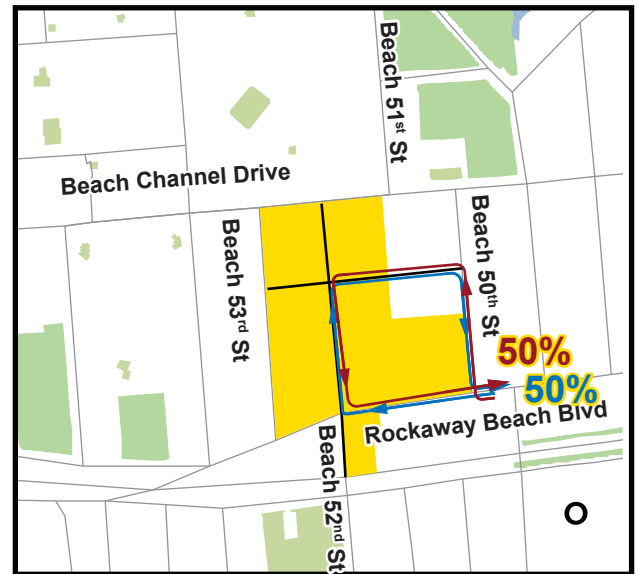 Beach 51st St
Beach Channel Drive
Beach 53rd St
Beach 50th St
50%
50%
Rockaway Beach Blvd
Beach 52nd St